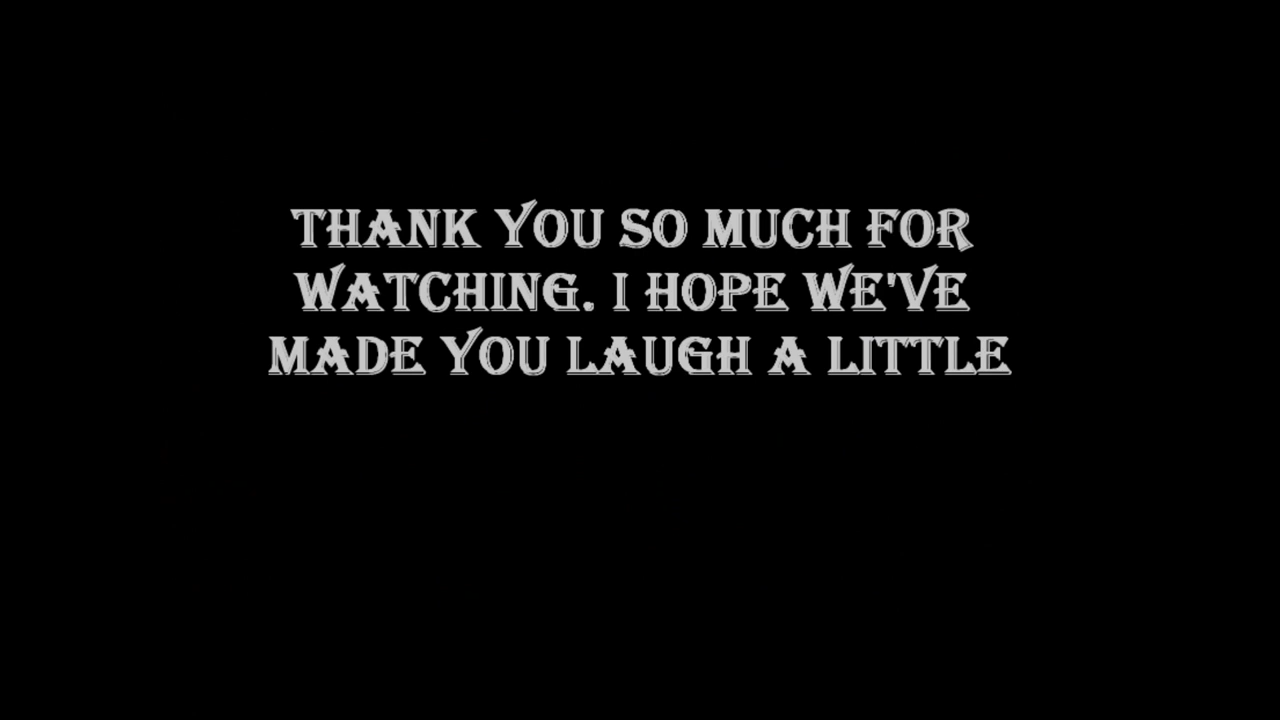 THANK YOU SO MUCH FOR
WATCHING. I HOPE WE'VE
MADE YOU LAUGH A LITTLE